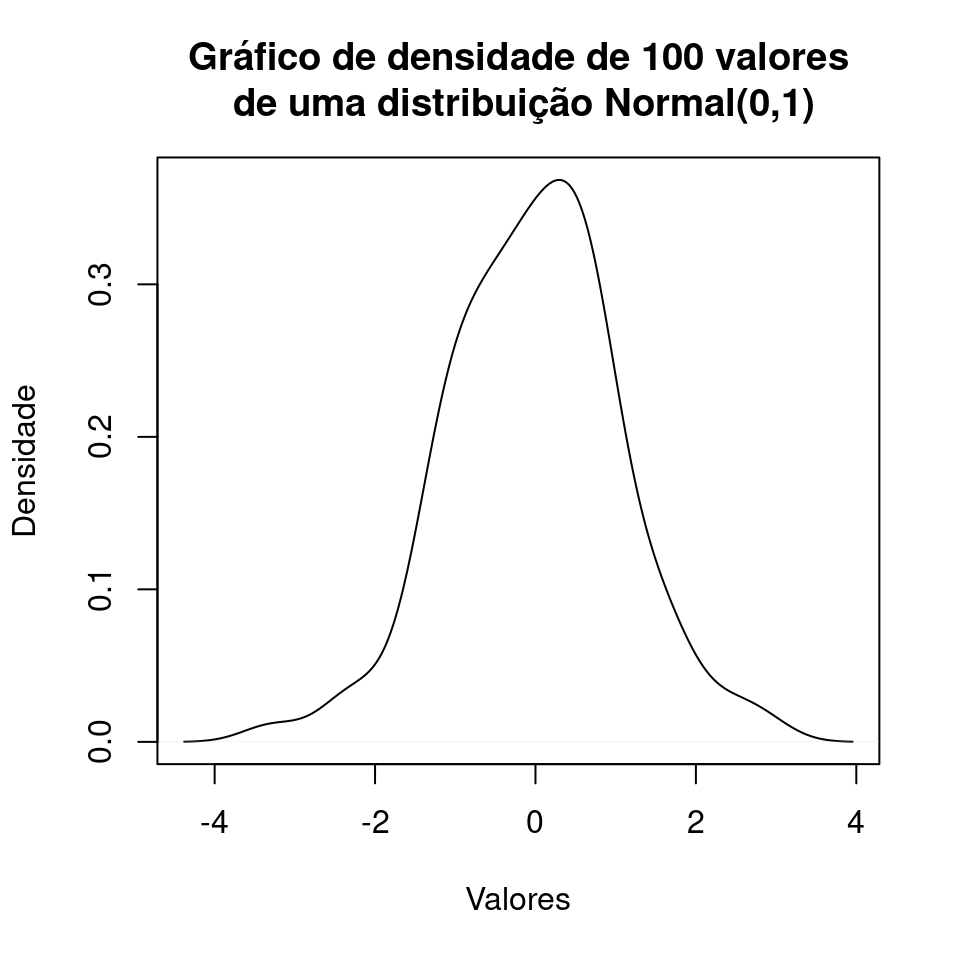 Gráfico de densidade de 100 valores
de uma distribuição Normal(0,1)
Densidade
0.3
0.2
0.1
0.0
-4 -2 0 2 4
Valores